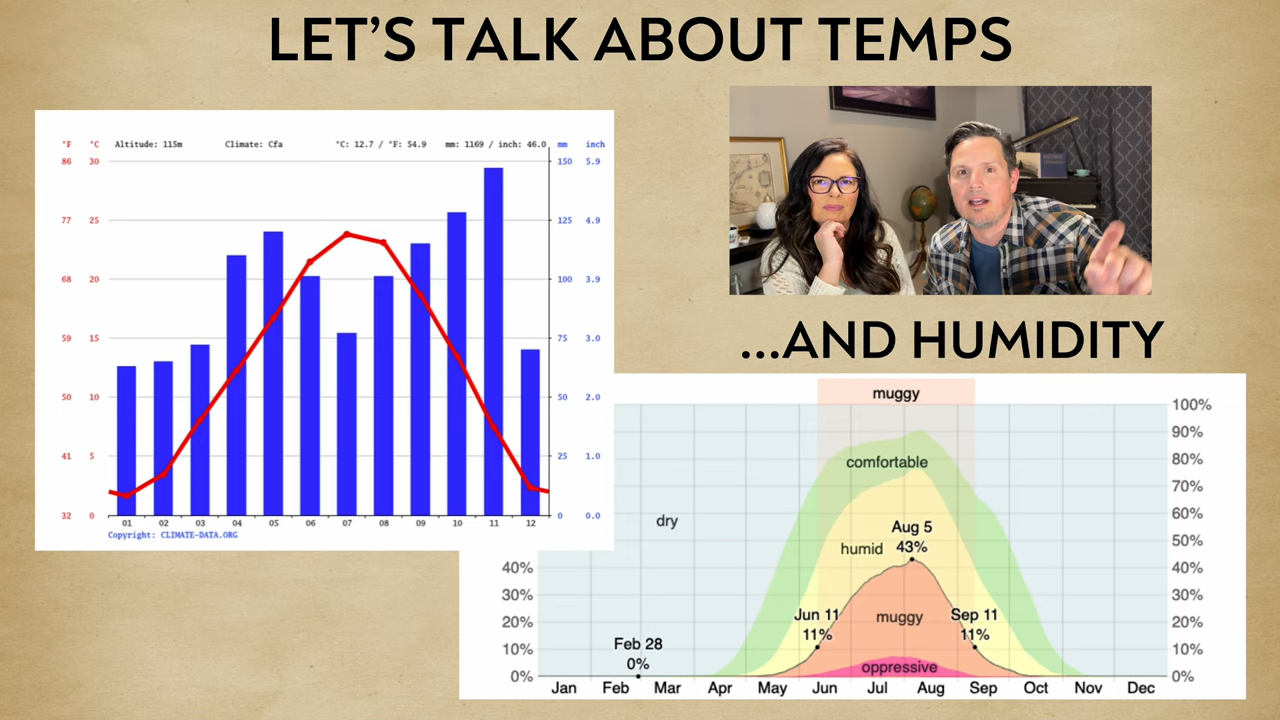 LET'S TALK ABOUT TEMPS
°F °C Altitude: 115m Climate: Cfa °C: 12.7 / °F: 54.9 mm: 1169 / inch: 46.0 mm inch
86 30 150 5.9
77 25 125 4.9
68 20 100 3.9
59 15 75 3.0
50 10 50 2.0
41 5 25 1.0
32 0 0 0.0
01 02 03 04 05 06 07 08 09 10 11 12
Copyright: CLIMATE-DATA.ORG
...AND HUMIDITY
muggy
100%
90%
comfortable 80%
70%
dry 60%
Aug 5
humid 43% 50%
40% 40%
30% 30%
Jun 11 muggy Sep 11
20% 20%
11% 11%
Feb 28
10% 10%
0% oppressive
0% 0%
Jan Feb Mar Apr May Jun Jul Aug Sep Oct Nov Dec